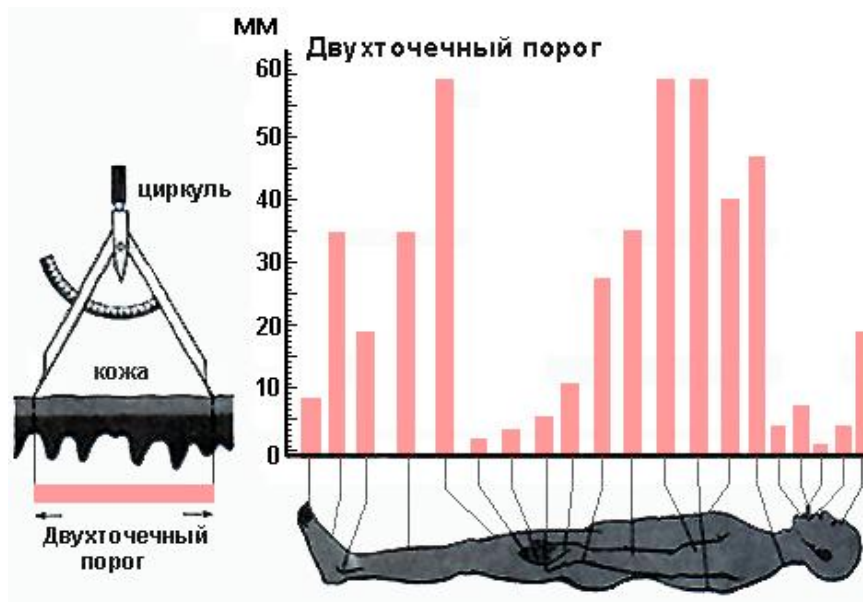 мм
Двухточечный порог
60
50
40
30
20
10
0
циркуль
кожа
Двухточечный
порог